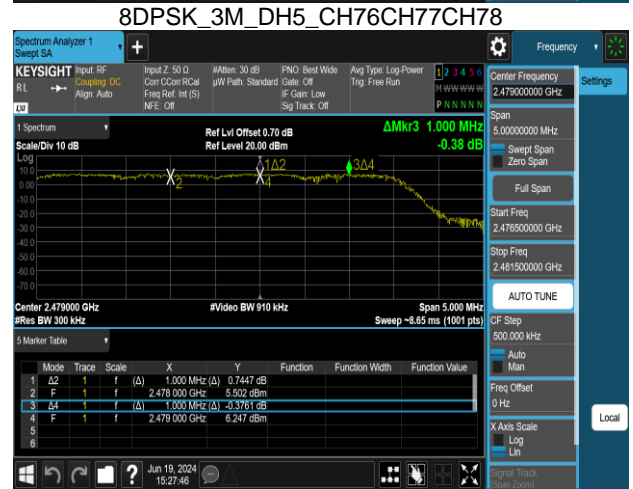 8DPSK_3M_DH5_CH76CH77CH78
Spectrum Analyzer 1
Swept SA
+
Frequency
KEYSIGHT
RL
LXI
Input: RF
Coupling: DC
Align: Auto
Input Z: 50 Ω
Corr CCorr RCal
Freq Ref: Int (S)
NFE: Off
#Atten: 30 dB
µW Path: Standard
PNO: Best Wide
Gate: Off
IF Gain: Low
Sig Track: Off
Avg Type: Log-Power
Trig: Free Run
1 2 3 4 5 6
M W W W W W
P N N N N N
Center Frequency
2.479000000 GHz
Settings
Span
5.00000000 MHz
Swept Span
Zero Span
Full Span
Start Freq
2.476500000 GHz
Stop Freq
2.481500000 GHz
AUTO TUNE
CF Step
500.000 kHz
Auto
Man
Freq Offset
0 Hz
X Axis Scale
Log
Lin
Local
Signal Track
(Span Zoom)
1 Spectrum
Scale/Div 10 dB
Ref Lvl Offset 0.70 dB
Ref Level 20.00 dBm
ΔMkr3 1.000 MHz
-0.38 dB
Log
10.0
0.00
-10.0
-20.0
-30.0
-40.0
-50.0
-60.0
-70.0
2
1Δ2
4
3Δ4
Center 2.479000 GHz
#Video BW 910 kHz
Span 5.000 MHz
#Res BW 300 kHz
Sweep ~8.65 ms (1001 pts)
5 Marker Table
Mode Trace Scale X Y Function Function Width Function Value
1 Δ2 1 f (Δ) 1.000 MHz (Δ) 0.7447 dB
2 F 1 f 2.478 000 GHz 5.502 dBm
3 Δ4 1 f (Δ) 1.000 MHz (Δ) -0.3761 dB
4 F 1 f 2.479 000 GHz 6.247 dBm
5
6
?
Jun 19, 2024
15:27:46